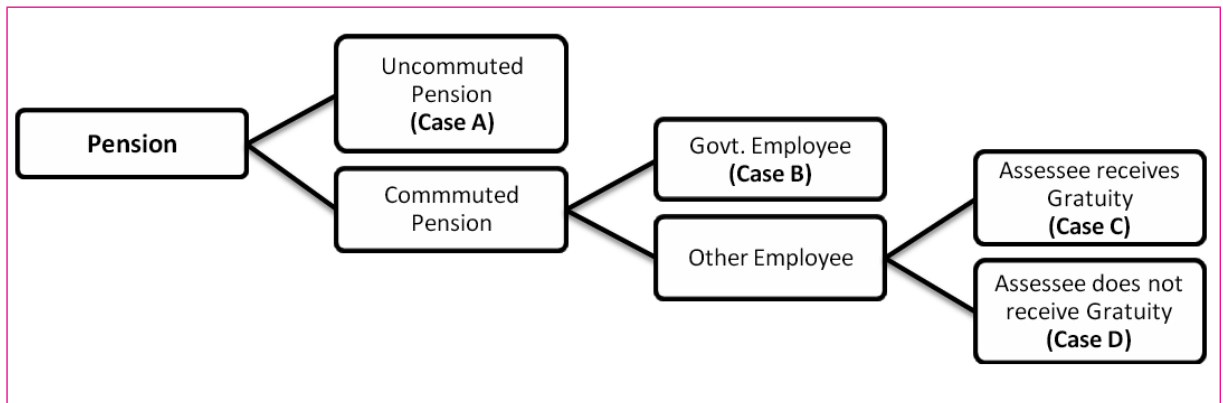 Pension
Uncommuted
Pension
(Case A)
Commmuted
Pension
Govt. Employee
(Case B)
Other Employee
Assessee receives
Gratuity
(Case C)
Assessee does not
receive Gratuity
(Case D)